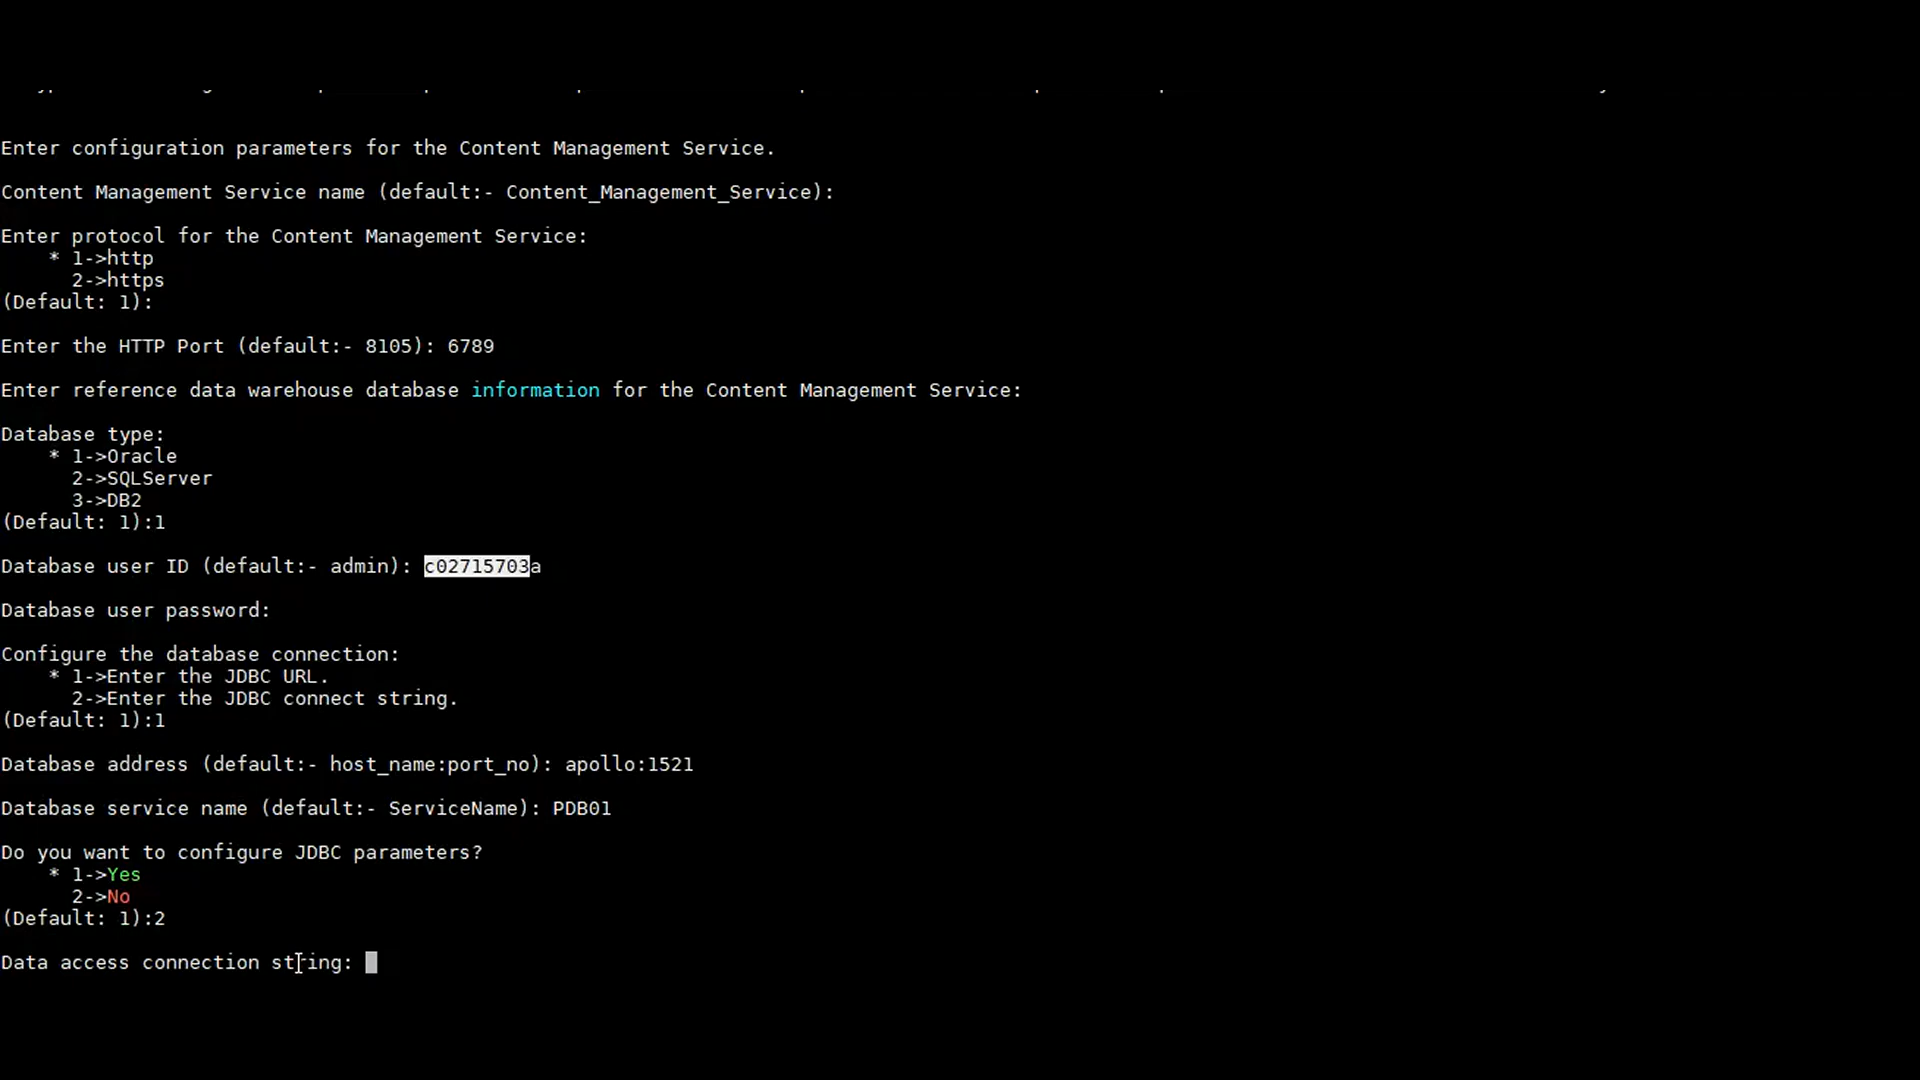 Enter configuration parameters for the Content Management Service.
Content Management Service name (default:- Content_Management_Service):
Enter protocol for the Content Management Service:
* 1->http
2->https
(Default: 1):
Enter the HTTP Port (default:- 8105): 6789
Enter reference data warehouse database information for the Content Management Service:
Database type:
* 1->Oracle
2->SQLServer
3->DB2
(Default: 1):1
Database user ID (default:- admin): c02715703a
Database user password:
Configure the database connection:
* 1->Enter the JDBC URL.
2->Enter the JDBC connect string.
(Default: 1):1
Database address (default:- host_name:port_no): apollo:1521
Database service name (default:- ServiceName): PDB01
Do you want to configure JDBC parameters?
* 1->Yes
2->No
(Default: 1):2
Data access connection string: